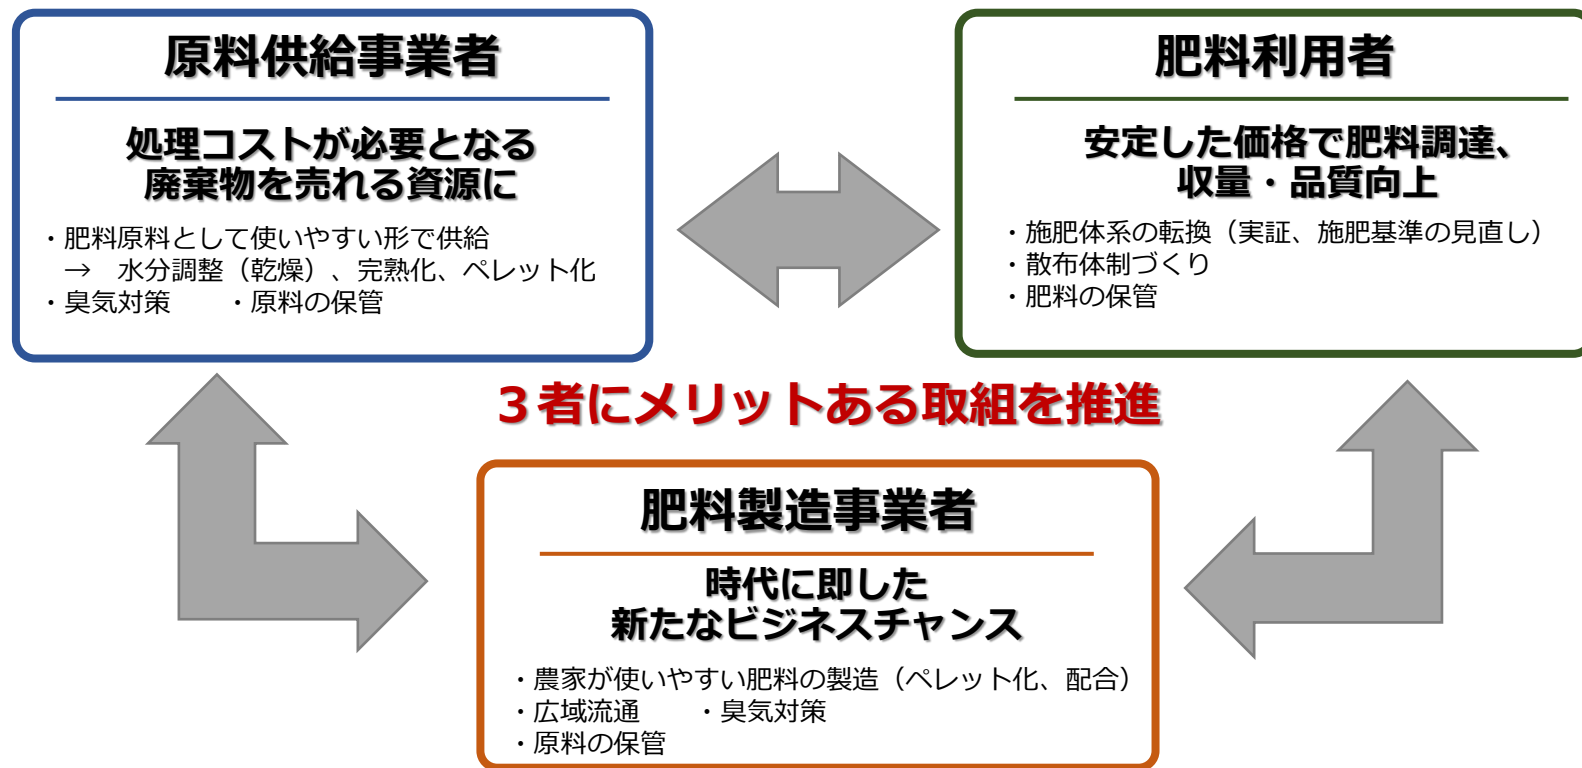 原料供給事業者
処理コストが必要となる
廃棄物を売れる資源に
・肥料原料として使いやすい形で供給
→　水分調整（乾燥）、完熟化、ペレット化
・臭気対策　　・原料の保管
肥料利用者
安定した価格で肥料調達、
収量・品質向上
・施肥体系の転換（実証、施肥基準の見直し）
・散布体制づくり
・肥料の保管
３者にメリットある取組を推進
肥料製造事業者
時代に即した
新たなビジネスチャンス
・農家が使いやすい肥料の製造（ペレット化、配合）
・広域流通　　・臭気対策
・原料の保管